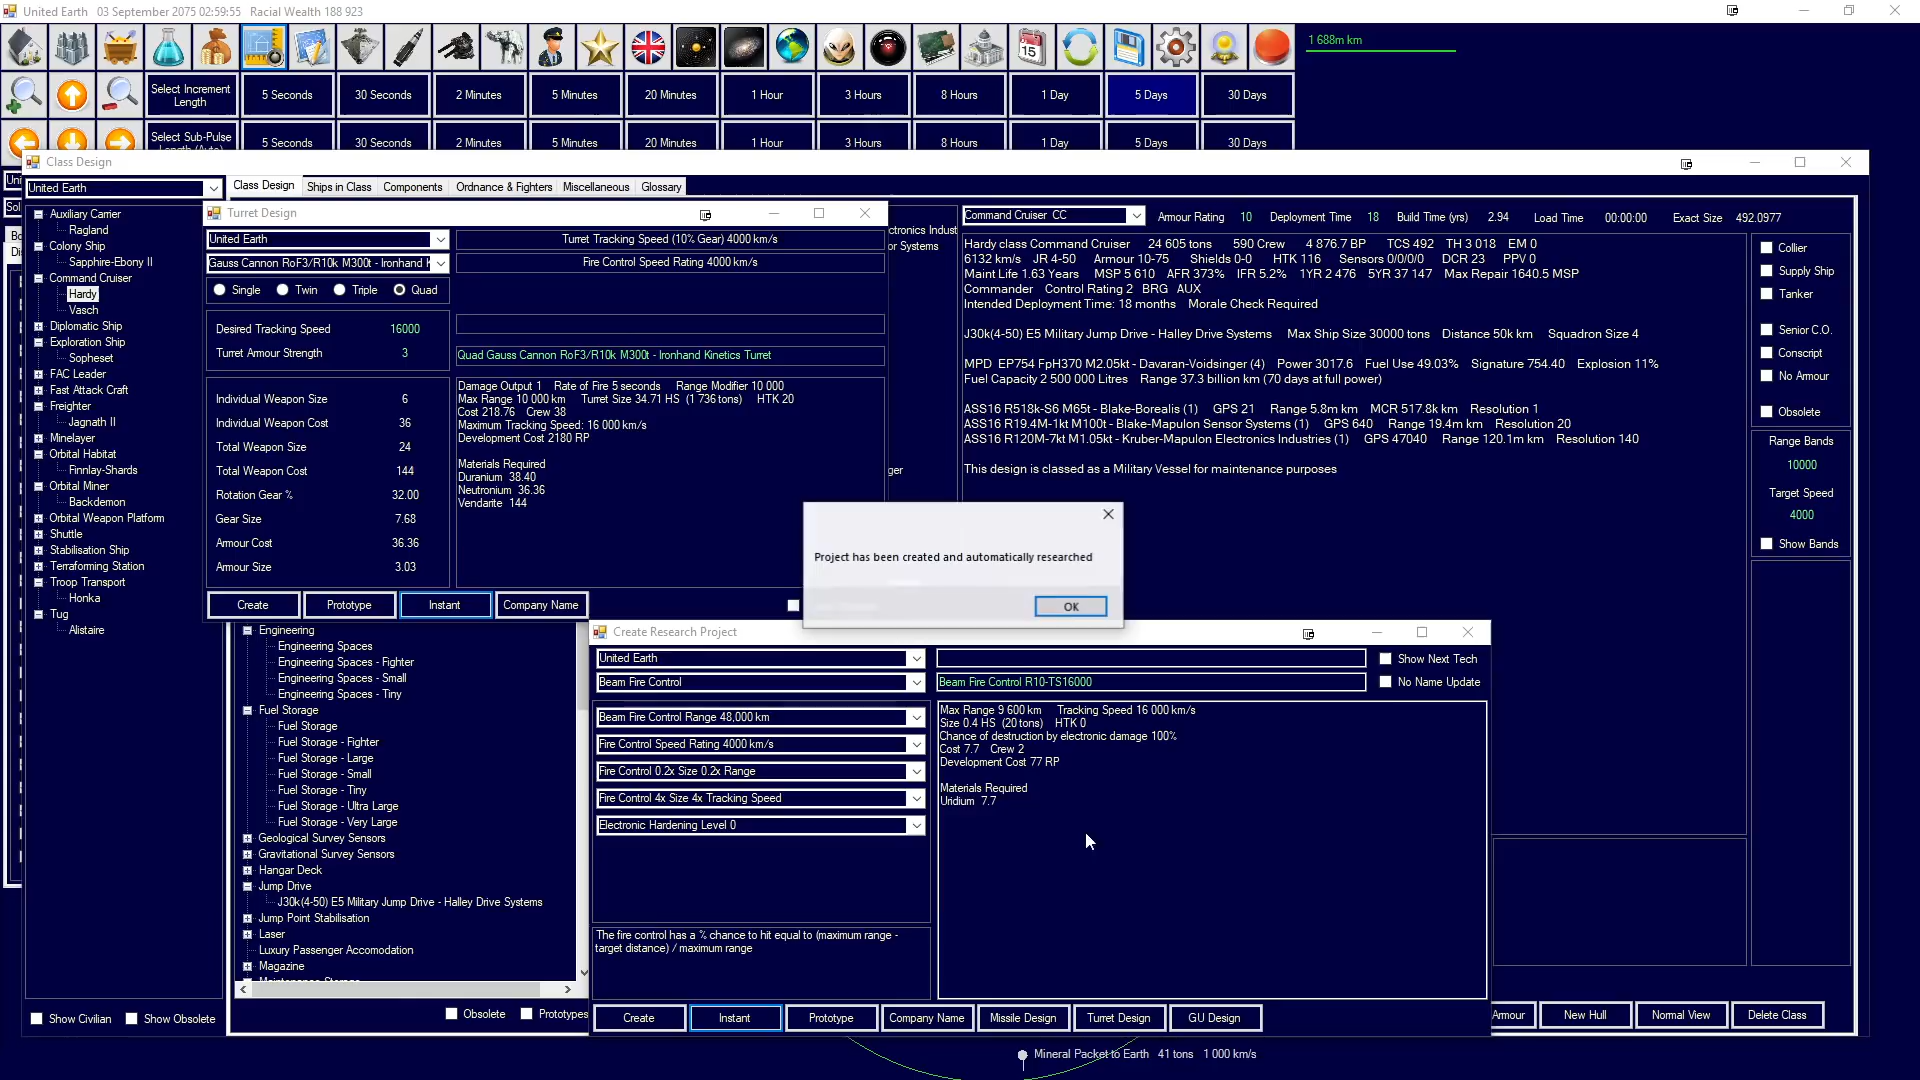 United Earth   03 September 2075 02:59:55   Racial Wealth 188 923
1 688m km
Select Increment Length
5 Seconds
30 Seconds
2 Minutes
5 Minutes
20 Minutes
1 Hour
3 Hours
8 Hours
1 Day
5 Days
30 Days
Select Sub-Pulse Length (Auto)
5 Seconds
30 Seconds
2 Minutes
5 Minutes
20 Minutes
1 Hour
3 Hours
8 Hours
1 Day
5 Days
30 Days
Class Design
United Earth
Class Design
Ships in Class
Components
Ordnance & Fighters
Miscellaneous
Glossary
Auxiliary Carrier
Ragland
Colony Ship
Sapphire-Ebony II
Command Cruiser
Hardy
Vasch
Diplomatic Ship
Exploration Ship
Sopheset
FAC Leader
Fast Attack Craft
Freighter
Jagnath II
Minelayer
Orbital Habitat
Finnlay-Shards
Orbital Miner
Backdemon
Orbital Weapon Platform
Shuttle
Stabilisation Ship
Terraforming Station
Troop Transport
Honka
Tug
Alistaire
Show Civilian
Show Obsolete
Turret Design
United Earth
Turret Tracking Speed (10% Gear) 4000 km/s
Gauss Cannon RoF3/R10k M300t - Ironhand
Fire Control Speed Rating 4000 km/s
Single
Twin
Triple
Quad
Desired Tracking Speed   16000
Turret Armour Strength   3
Quad Gauss Cannon RoF3/R10k M300t - Ironhand Kinetics Turret
Individual Weapon Size   6
Individual Weapon Cost   36
Total Weapon Size   24
Total Weapon Cost   144
Rotation Gear %   32.00
Gear Size   7.68
Armour Cost   36.36
Armour Size   3.03
Damage Output 1   Rate of Fire 5 seconds   Range Modifier 10 000
Max Range 10 000 km   Turret Size 34.71 HS (1 736 tons)   HTK 20
Cost 218.76   Crew 38
Maximum Tracking Speed: 16 000 km/s
Development Cost 2180 RP
Materials Required
Duranium 38.40
Neutronium 36.36
Vendarite 144
Create
Prototype
Instant
Company Name
Engineering
Engineering Spaces
Engineering Spaces - Fighter
Engineering Spaces - Small
Engineering Spaces - Tiny
Fuel Storage
Fuel Storage
Fuel Storage - Fighter
Fuel Storage - Large
Fuel Storage - Small
Fuel Storage - Tiny
Fuel Storage - Ultra Large
Fuel Storage - Very Large
Geological Survey Sensors
Gravitational Survey Sensors
Hangar Deck
Jump Drive
J30k(4-50) E5 Military Jump Drive - Halley Drive Systems
Jump Point Stabilisation
Laser
Luxury Passenger Accomodation
Magazine
Obsolete
Prototypes
ctronics Indust
or Systems
ger
Command Cruiser CC
Armour Rating   10
Deployment Time   18
Build Time (yrs)   2.94
Load Time   00:00:00
Exact Size   492.0977
Hardy class Command Cruiser   24 605 tons   590 Crew   4 876.7 BP   TCS 492   TH 3 018   EM 0
6132 km/s   JR 4-50   Armour 10-75   Shields 0-0   HTK 116   Sensors 0/0/0/0   DCR 23   PPV 0
Maint Life 1.63 Years   MSP 5 610   AFR 373%   IFR 5.2%   1YR 2 476   5YR 37 147   Max Repair 1640.5 MSP
Commander   Control Rating 2   BRG   AUX
Intended Deployment Time: 18 months   Morale Check Required
J30k(4-50) E5 Military Jump Drive - Halley Drive Systems   Max Ship Size 30000 tons   Distance 50k km   Squadron Size 4
MPD EP754 FpH370 M2.05kt - Davaran-Voidsinger (4)   Power 3017.6   Fuel Use 49.03%   Signature 754.40   Explosion 11%
Fuel Capacity 2 500 000 Litres   Range 37.3 billion km (70 days at full power)
ASS16 R518k-S6 M65t - Blake-Borealis (1)   GPS 21   Range 5.8m km   MCR 517.8k km   Resolution 1
ASS16 R19.4M-1kt M100t - Blake-Mapulon Sensor Systems (1)   GPS 640   Range 19.4m km   Resolution 20
ASS16 R120M-7kt M1.05kt - Kruber-Mapulon Electronics Industries (1)   GPS 47040   Range 120.1m km   Resolution 140
This design is classed as a Military Vessel for maintenance purposes
Collier
Supply Ship
Tanker
Senior C.O.
Conscript
No Armour
Obsolete
Range Bands
10000
Target Speed
4000
Show Bands
Project has been created and automatically researched
OK
Create Research Project
United Earth
Show Next Tech
Beam Fire Control
Beam Fire Control R10-TS16000
No Name Update
Beam Fire Control Range 48,000 km
Fire Control Speed Rating 4000 km/s
Fire Control 0.2x Size 0.2x Range
Fire Control 4x Size 4x Tracking Speed
Electronic Hardening Level 0
Max Range 9 600 km   Tracking Speed 16 000 km/s
Size 0.4 HS (20 tons)   HTK 0
Chance of destruction by electronic damage 100%
Cost 7.7   Crew 2
Development Cost 77 RP
Materials Required
Uridium 7.7
The fire control has a % chance to hit equal to (maximum range - target distance) / maximum range
Create
Instant
Prototype
Company Name
Missile Design
Turret Design
GU Design
Armour
New Hull
Normal View
Delete Class
Mineral Packet to Earth   41 tons   1 000 km/s